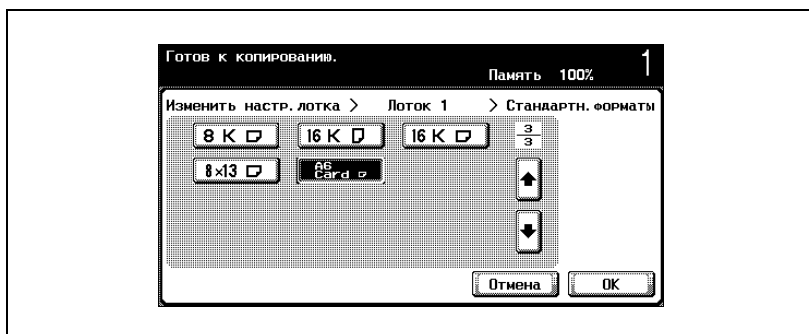 Готов к копированию.
1
Память 100%
Изменить настр. лотка > Лоток 1 > Стандартн. форматы
8 K 16 K 16 K 3/3
8×13 A6 Card
Отмена OK